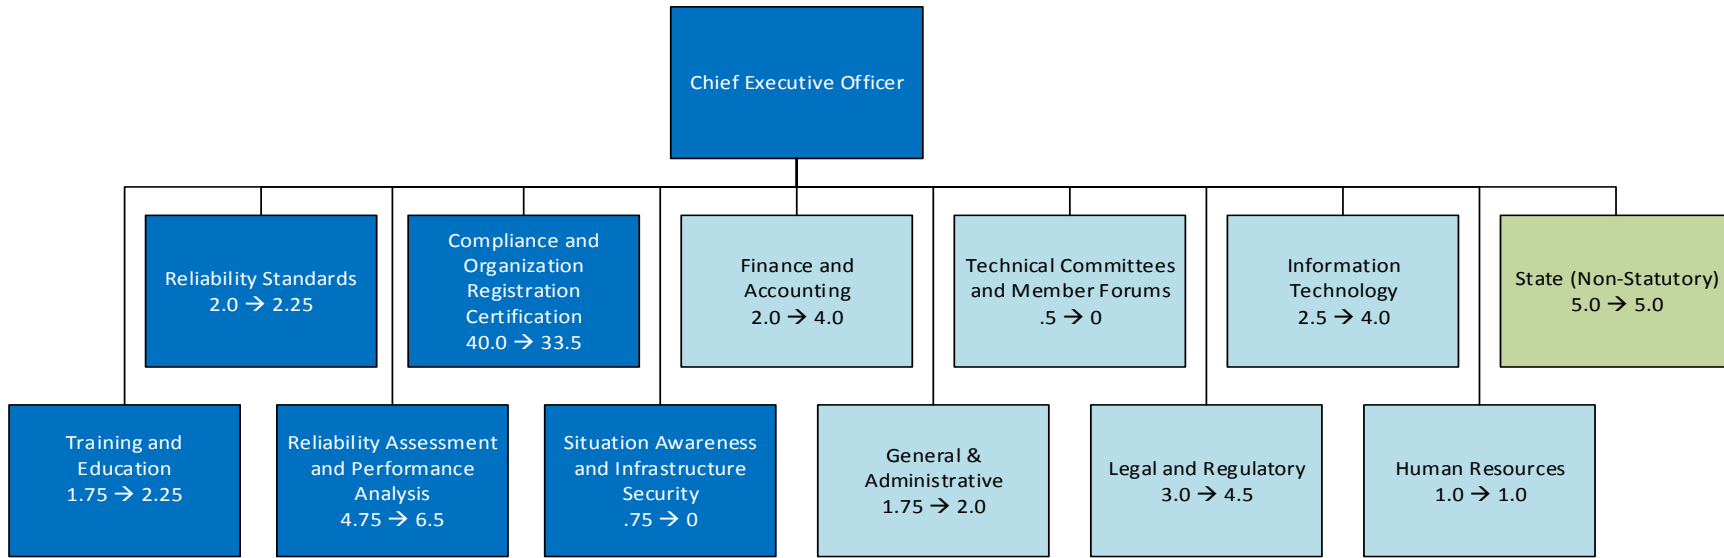 Chief Executive Officer
Reliability Standards
2.0 → 2.25
Compliance and
Organization
Registration
Certification
40.0 → 33.5
Finance and
Accounting
2.0 → 4.0
Technical Committees
and Member Forums
.5 → 0
Information
Technology
2.5 → 4.0
State (Non-Statutory)
5.0 → 5.0
Training and
Education
1.75 → 2.25
Reliability Assessment
and Performance
Analysis
4.75 → 6.5
Situation Awareness
and Infrastructure
Security
.75 → 0
General &
Administrative
1.75 → 2.0
Legal and Regulatory
3.0 → 4.5
Human Resources
1.0 → 1.0